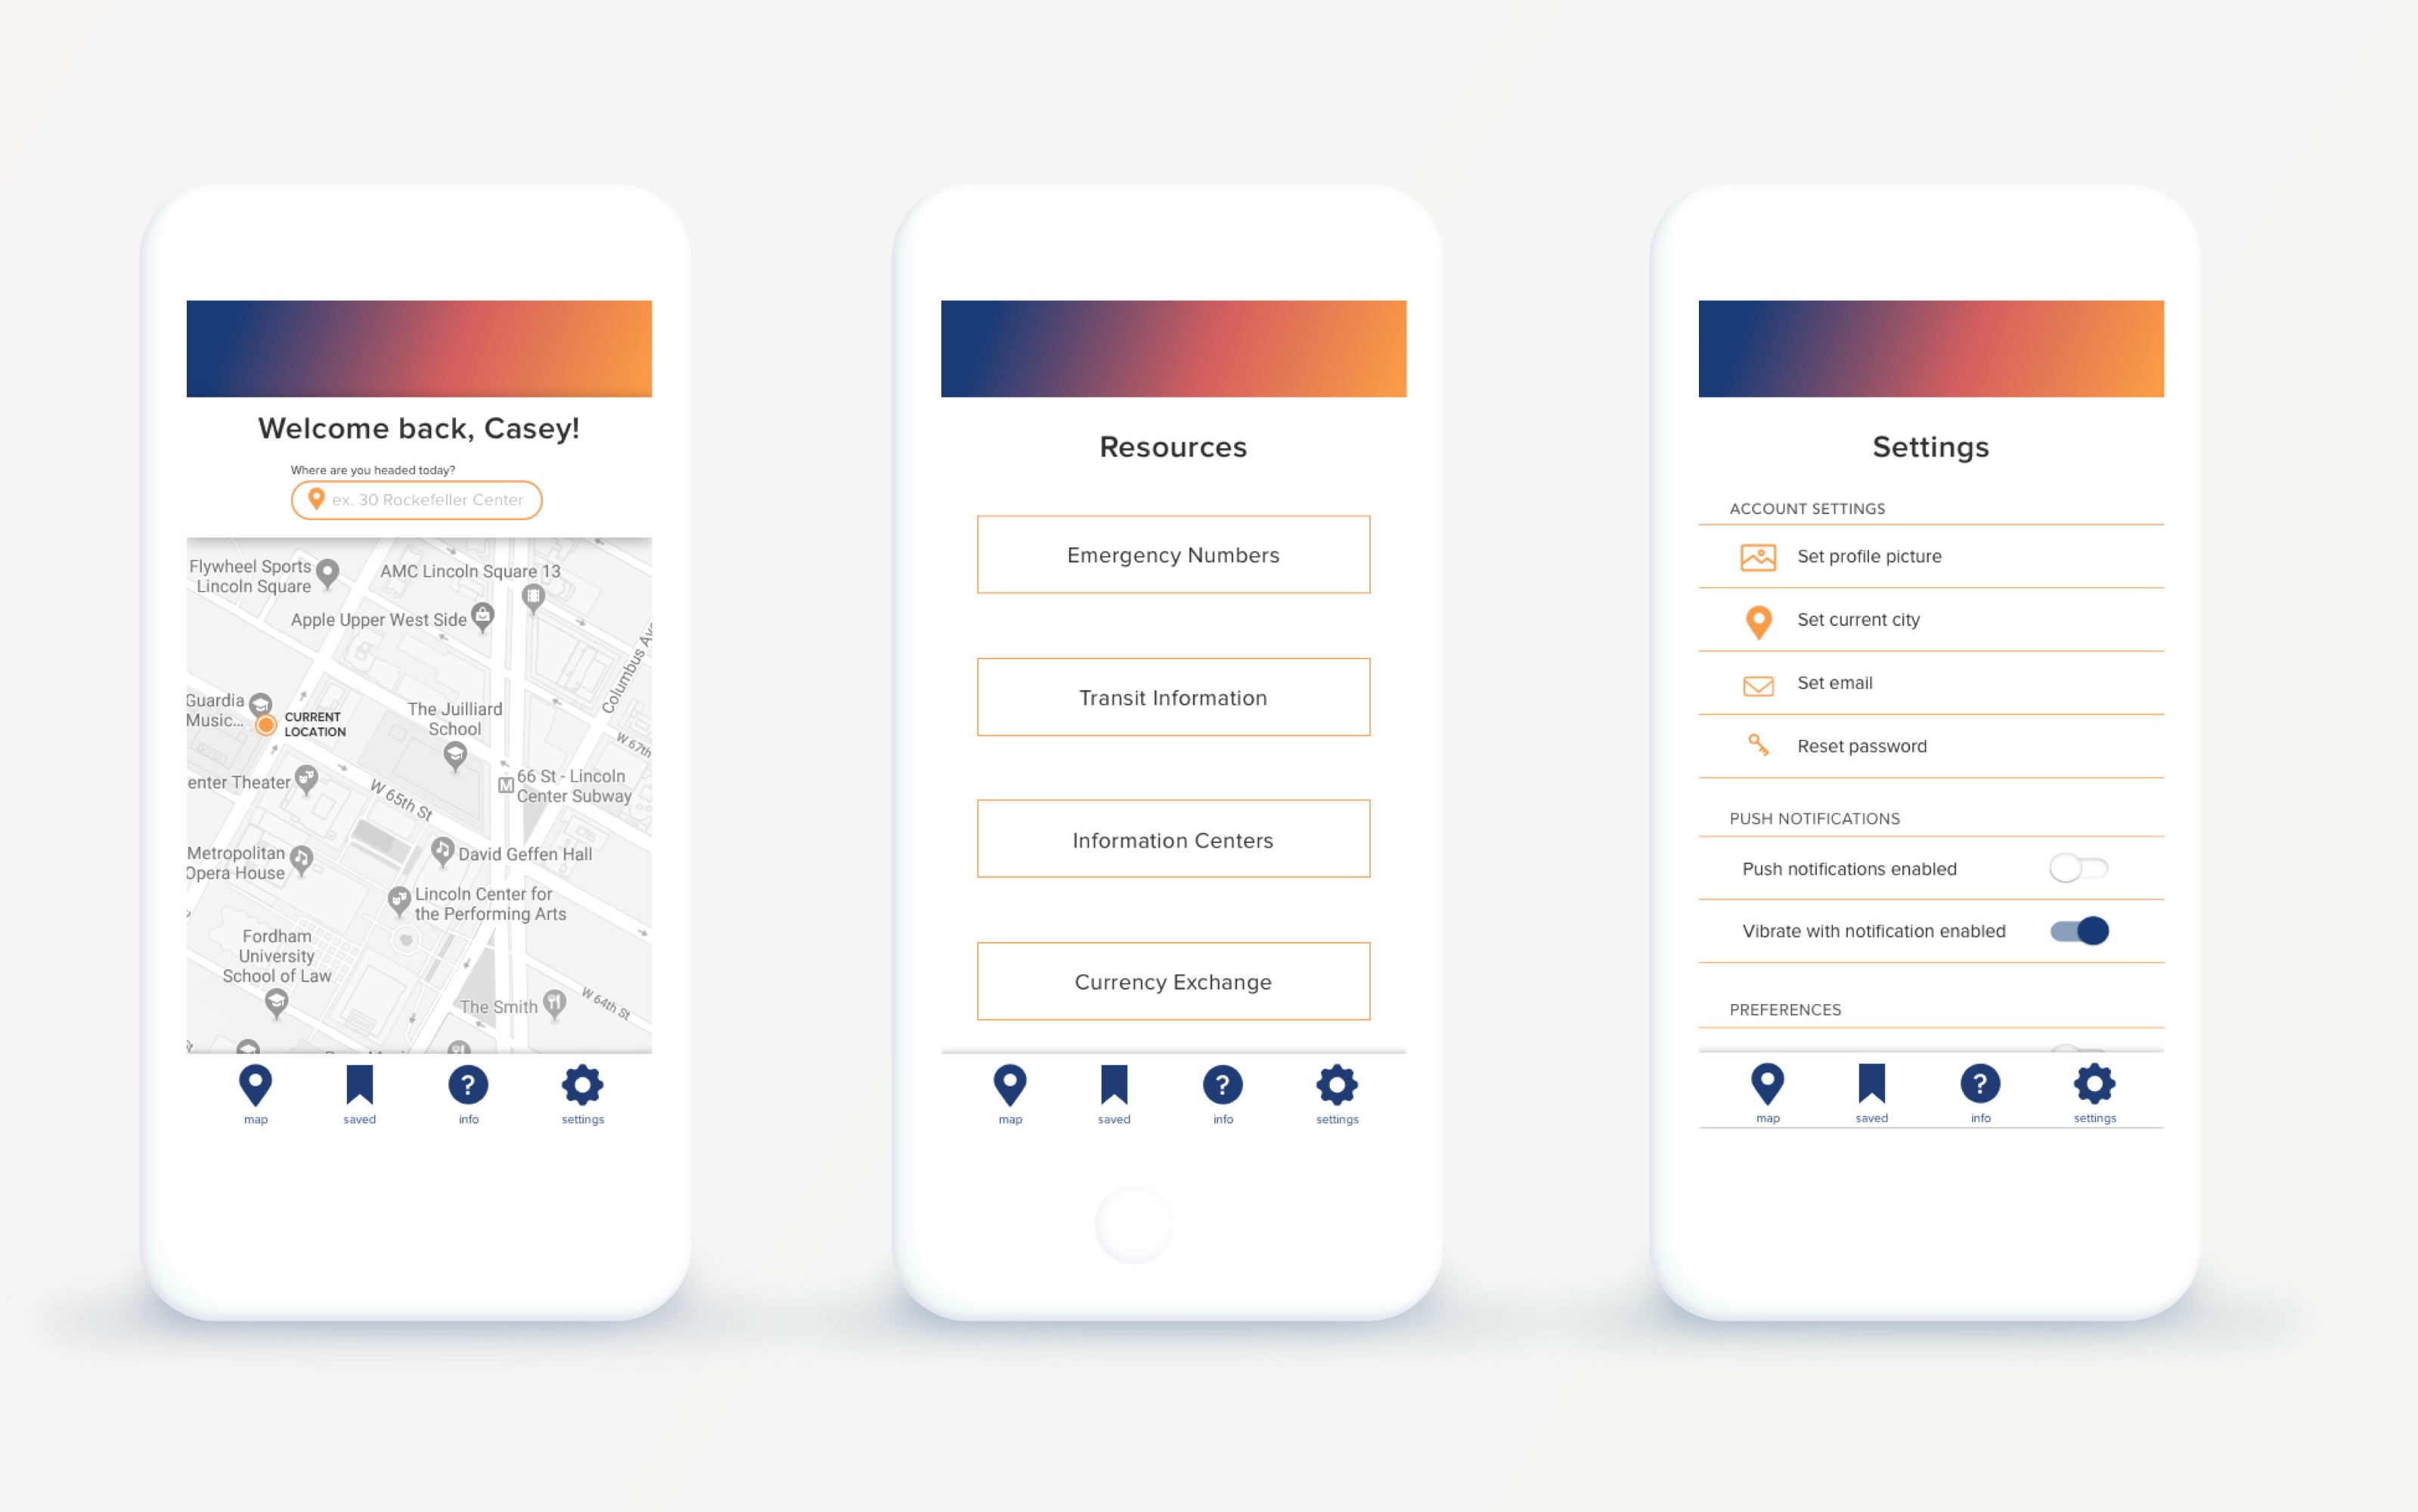 Welcome back, Casey!
Where are you headed today?
ex. 30 Rockefeller Center
Flywheel Sports
Lincoln Square
AMC Lincoln Square 13
Apple Upper West Side
Columbus Av
Guardia
Music...
CURRENT
LOCATION
The Juilliard
School
W 67th
enter Theater
W 65th St
M
66 St - Lincoln
Center Subway
Metropolitan
Opera House
David Geffen Hall
Lincoln Center for
the Performing Arts
Fordham
University
School of Law
The Smith
W 64th St
map
saved
?
info
settings
Resources
Emergency Numbers
Transit Information
Information Centers
Currency Exchange
map
saved
?
info
settings
Settings
ACCOUNT SETTINGS
Set profile picture
Set current city
Set email
Reset password
PUSH NOTIFICATIONS
Push notifications enabled
Vibrate with notification enabled
PREFERENCES
map
saved
?
info
settings